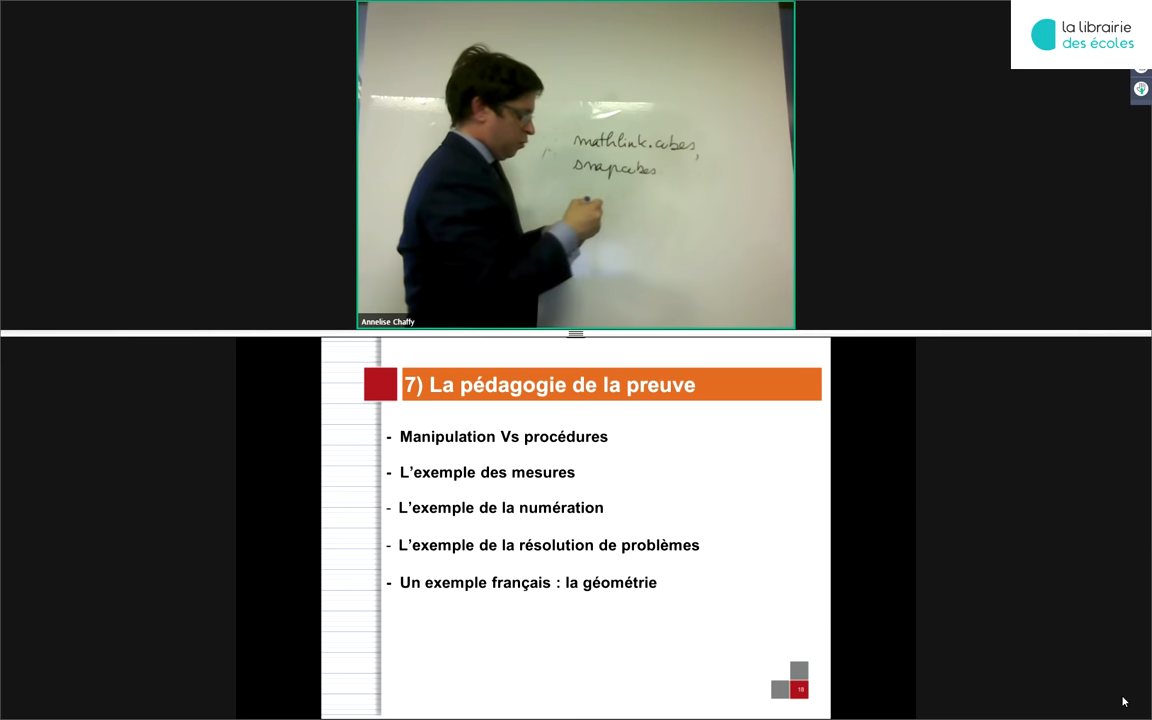 la librairie
des écoles
mathlink.cubes,
snapcubes
Annelise Chaffy
7) La pédagogie de la preuve
- Manipulation Vs procédures
- L'exemple des mesures
- L'exemple de la numération
- L'exemple de la résolution de problèmes
- Un exemple français : la géométrie
18